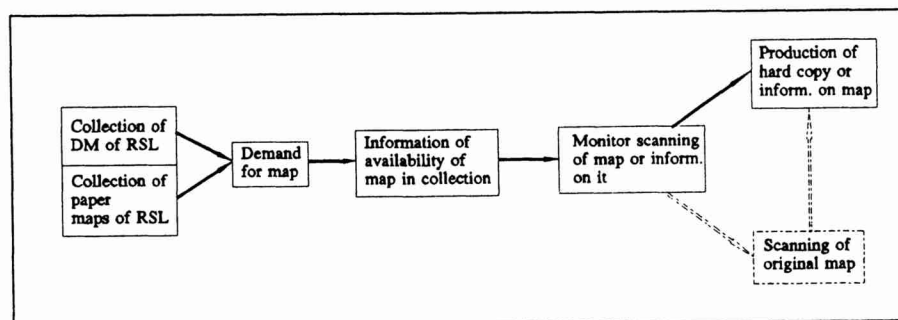 Collection of
DM of RSL
Collection of
paper
maps of RSL
Demand
for map
Information of
availability of
map in collection
Monitor scanning
of map or inform.
on it
Production of
hard copy or
inform. on map
Scanning of
original map